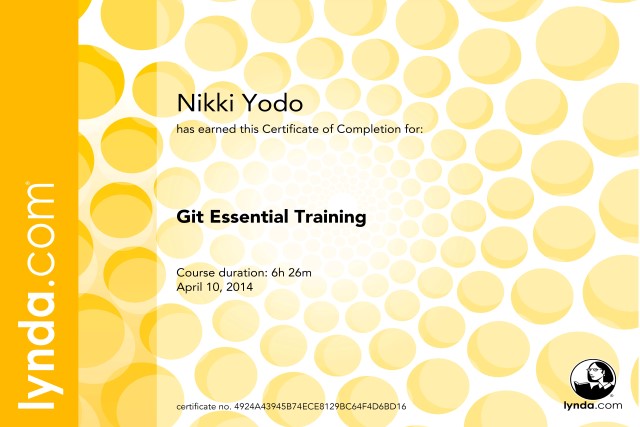 Nikki Yodo
has earned this Certificate of Completion for:
Git Essential Training
Course duration: 6h 26m
April 10, 2014
certificate no. 4924A43945B74ECE8129BC64F4D6BD16
lynda.com®
lynda.com